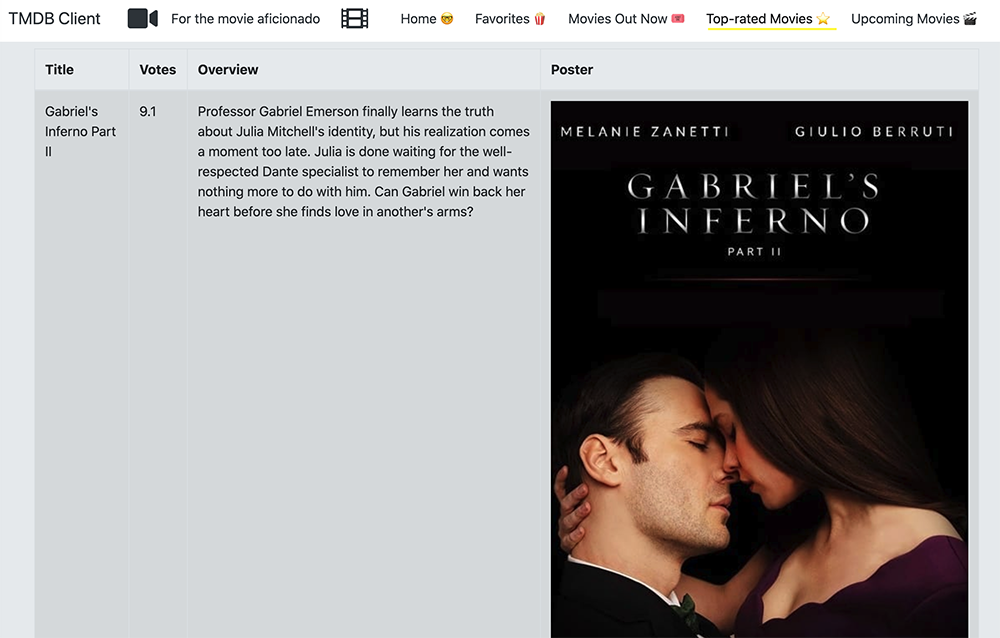 TMDB Client For the movie aficionado Home 🤓 Favorites 🍿 Movies Out Now 🎟️ Top-rated Movies ⭐ Upcoming Movies 🎬
Title Votes Overview Poster
Gabriel's
Inferno Part
II
9.1
Professor Gabriel Emerson finally learns the truth
about Julia Mitchell's identity, but his realization comes
a moment too late. Julia is done waiting for the well-
respected Dante specialist to remember her and wants
nothing more to do with him. Can Gabriel win back her
heart before she finds love in another's arms?
MELANIE ZANETTI GIULIO BERRUTI
GABRIEL'S
INFERNO
PART II